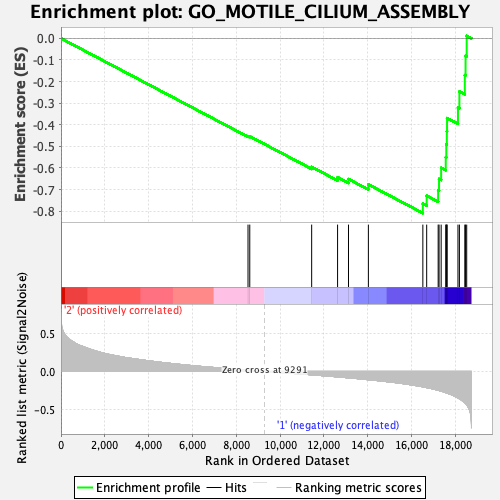 Enrichment plot: GO_MOTILE_CILIUM_ASSEMBLY
Enrichment score (ES)
0.0
-0.1
-0.2
-0.3
-0.4
-0.5
-0.6
-0.7
-0.8
'2' (positively correlated)
Ranked list metric (Signal2Noise)
0.5
0.0
-0.5
Zero cross at 9291
'1' (negatively correlated)
0 2,000 4,000 6,000 8,000 10,000 12,000 14,000 16,000 18,000
Rank in Ordered Dataset
Enrichment profile Hits Ranking metric scores